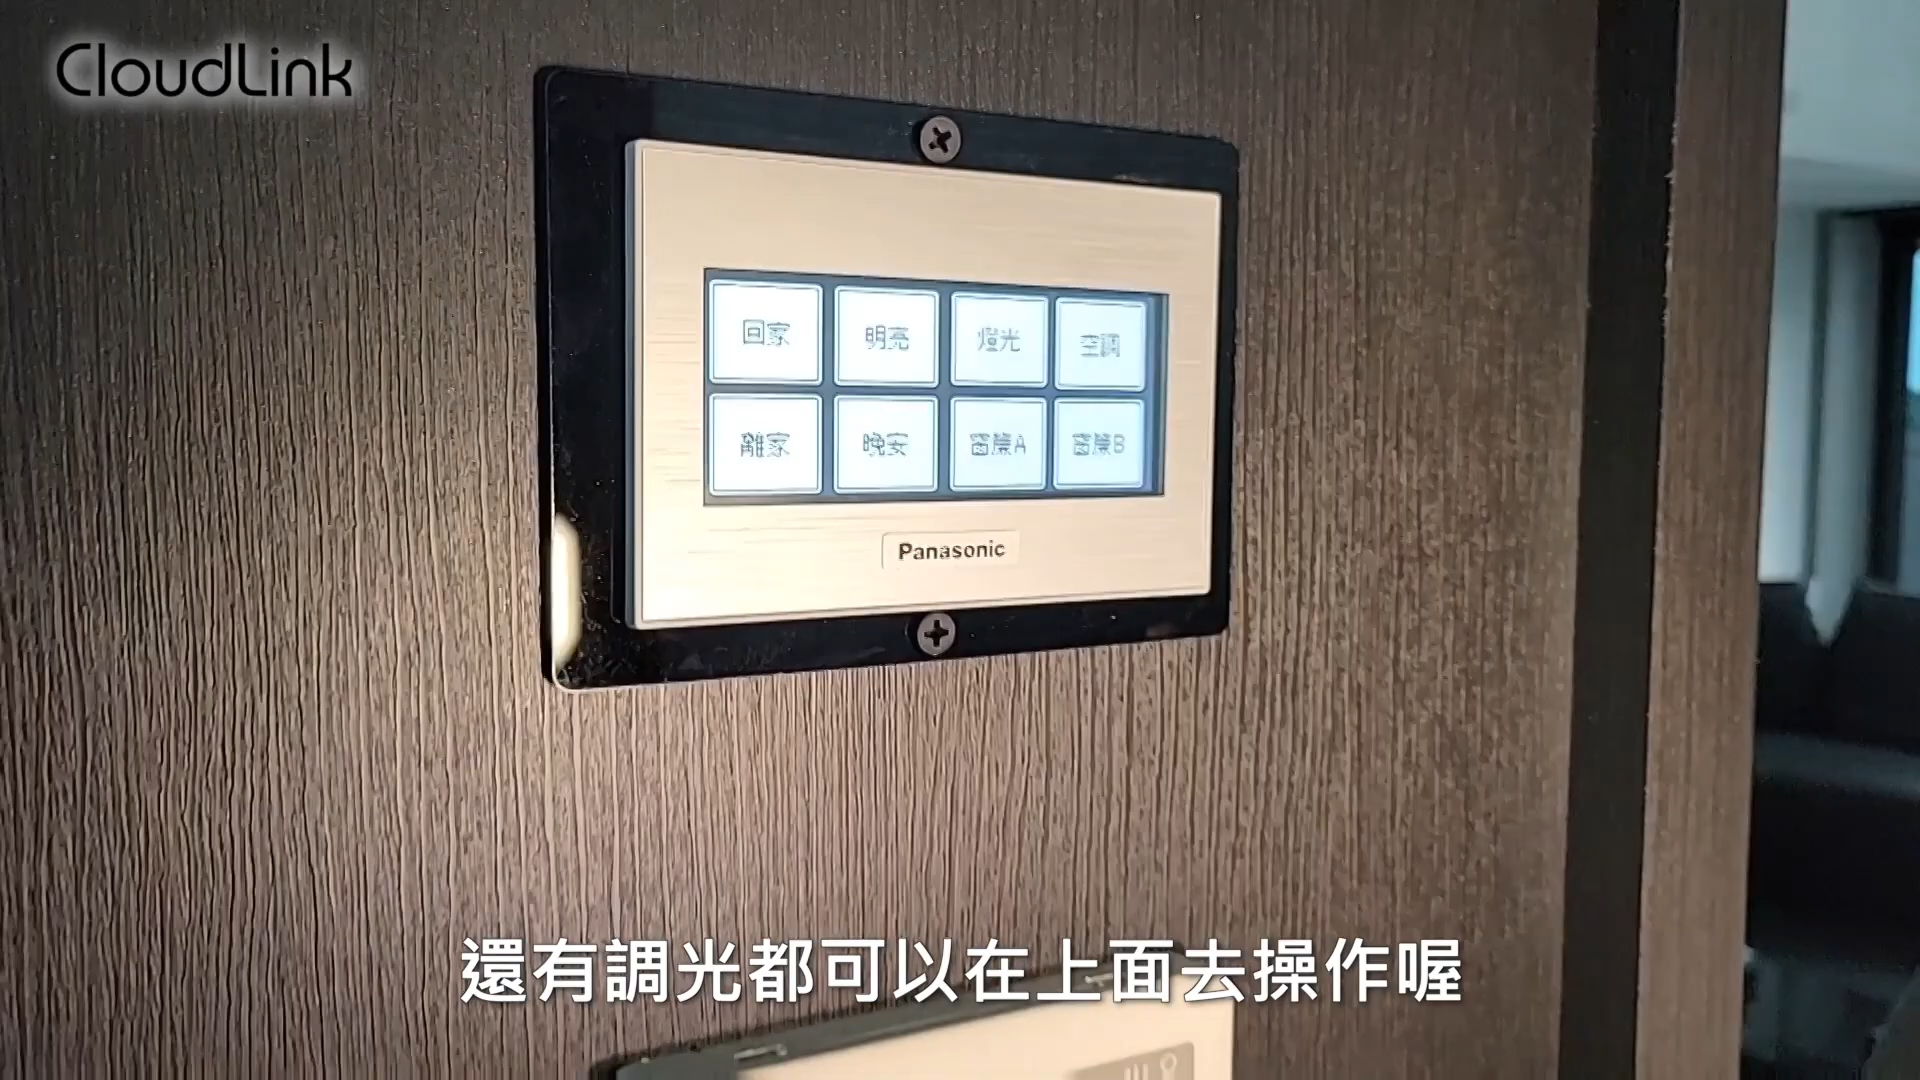 CloudLink
回家 明亮 燈光 空調
離家 晚安 窗簾A 窗簾B
Panasonic
還有調光都可以在上面去操作喔